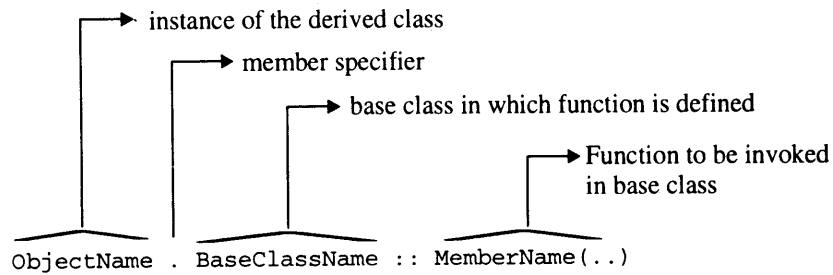 instance of the derived class
member specifier
base class in which function is defined
Function to be invoked
in base class
ObjectName . BaseClassName :: MemberName(..)